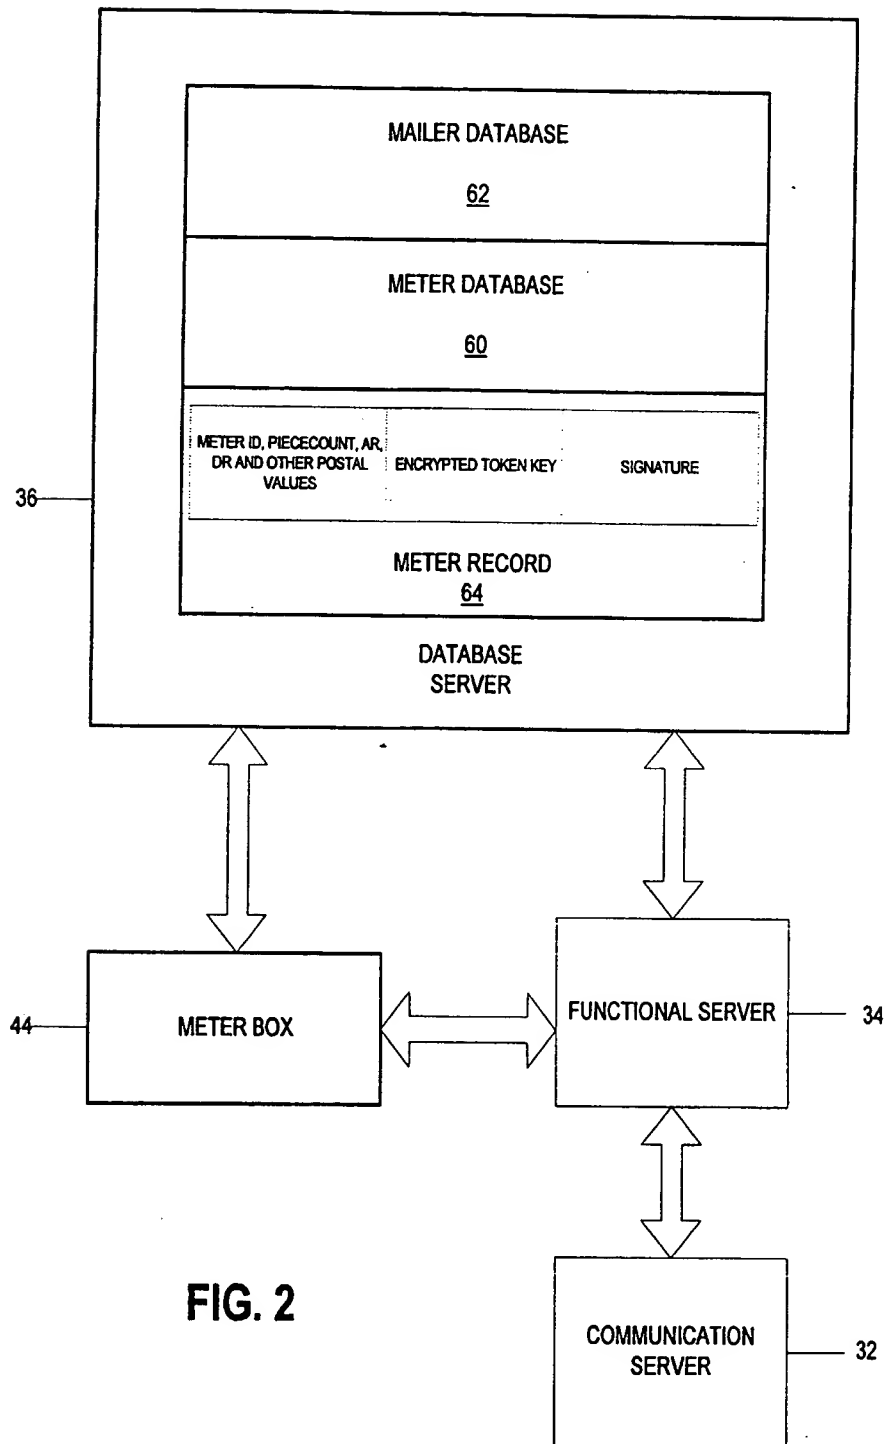 MAILER DATABASE
62
METER DATABASE
60
METER ID, PIECECOUNT, AR,
DR AND OTHER POSTAL
VALUES
ENCRYPTED TOKEN KEY
SIGNATURE
METER RECORD
64
DATABASE
SERVER
36
METER BOX
44
FUNCTIONAL SERVER
34
COMMUNICATION
SERVER
32
FIG. 2